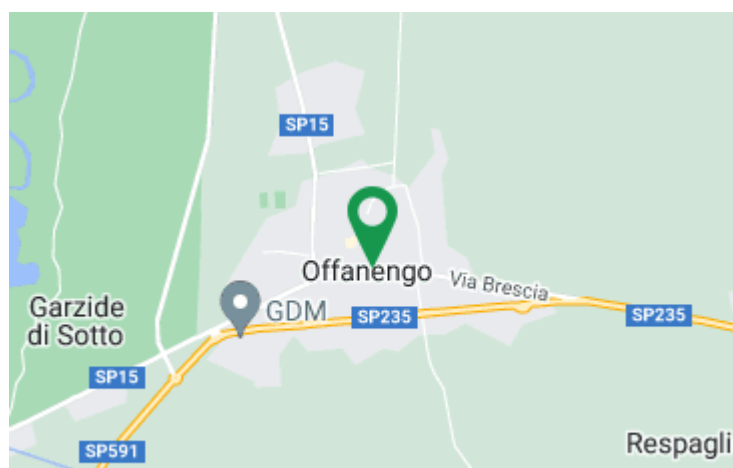 SP15
Offanengo
Via Brescia
Garzide
di Sotto
GDM
SP235
SP235
SP15
SP591
Respagli